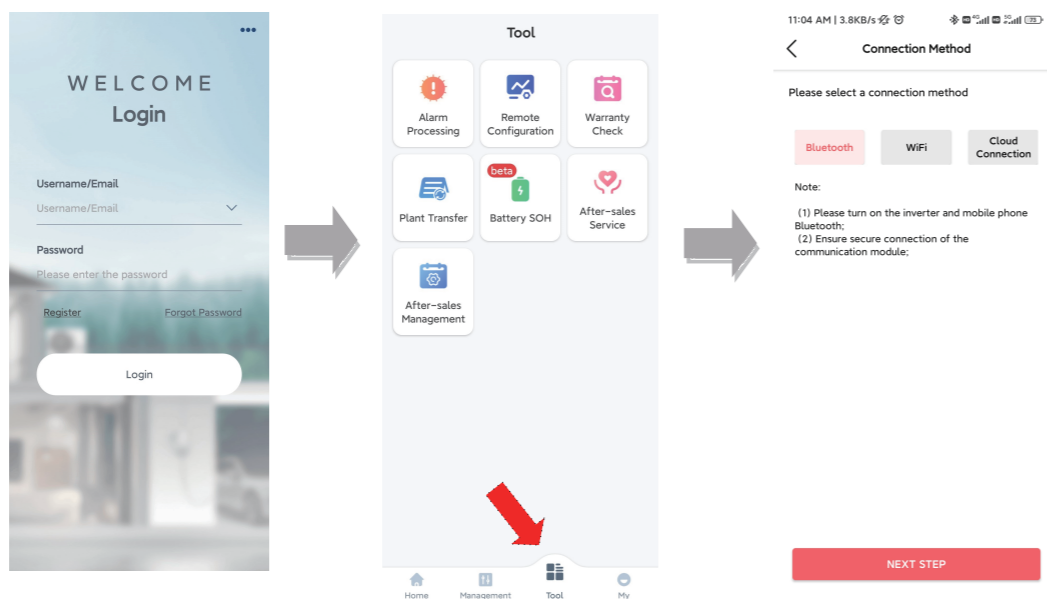 WELCOME
Login
Username/Email
Username/Email
Password
Please enter the password
Register
Forgot Password
Login
Tool
Alarm
Processing
Remote
Configuration
Warranty
Check
Plant Transfer
beta
Battery SOH
After-sales
Service
After-sales
Management
Home
Management
Tool
My
11:04 AM | 3.8KB/s
4G
5G
73
Connection Method
Please select a connection method
Bluetooth
WiFi
Cloud
Connection
Note:
(1) Please turn on the inverter and mobile phone
Bluetooth;
(2) Ensure secure connection of the
communication module;
NEXT STEP